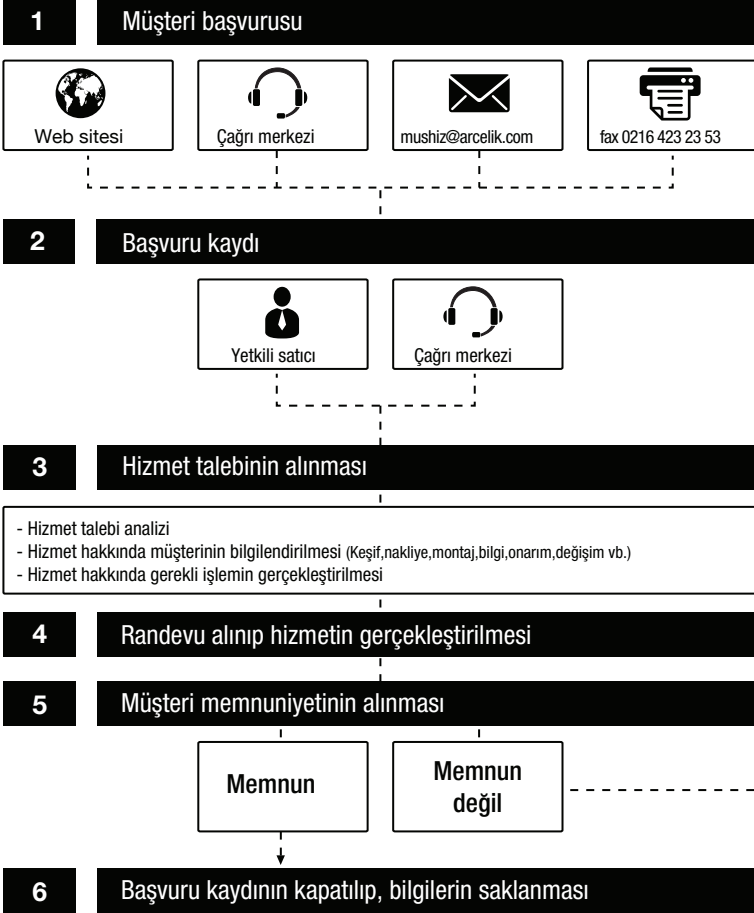 1 Müşteri başvurusu
Web sitesi
Çağrı merkezi
mushiz@arcelik.com
fax 0216 423 23 53
2 Başvuru kaydı
Yetkili satıcı
Çağrı merkezi
3 Hizmet talebinin alınması
- Hizmet talebi analizi
- Hizmet hakkında müşterinin bilgilendirilmesi (Keşif,nakliye,montaj,bilgi,onarım,değişim vb.)
- Hizmet hakkında gerekli işlemin gerçekleştirilmesi
4 Randevu alınıp hizmetin gerçekleştirilmesi
5 Müşteri memnuniyetinin alınması
Memnun
Memnun
değil
6 Başvuru kaydının kapatılıp, bilgilerin saklanması